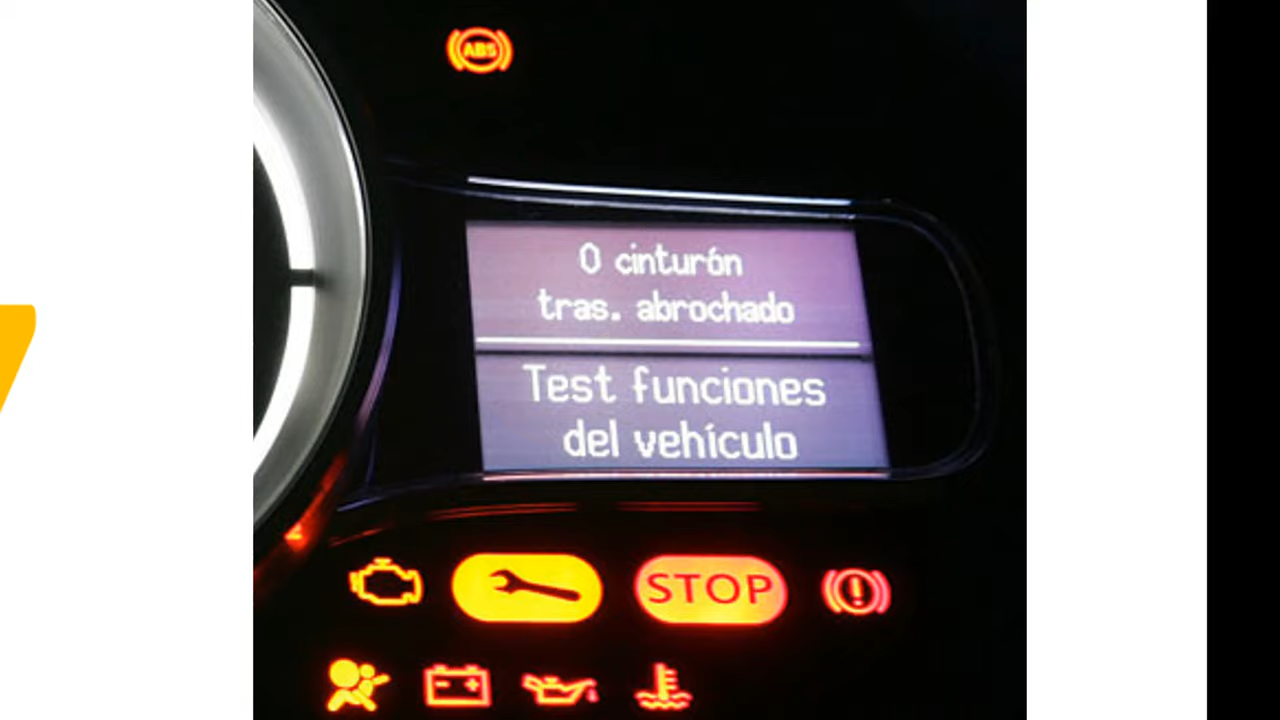 ABS
0 cinturón
tras. abrochado
Test funciones
del vehículo
STOP